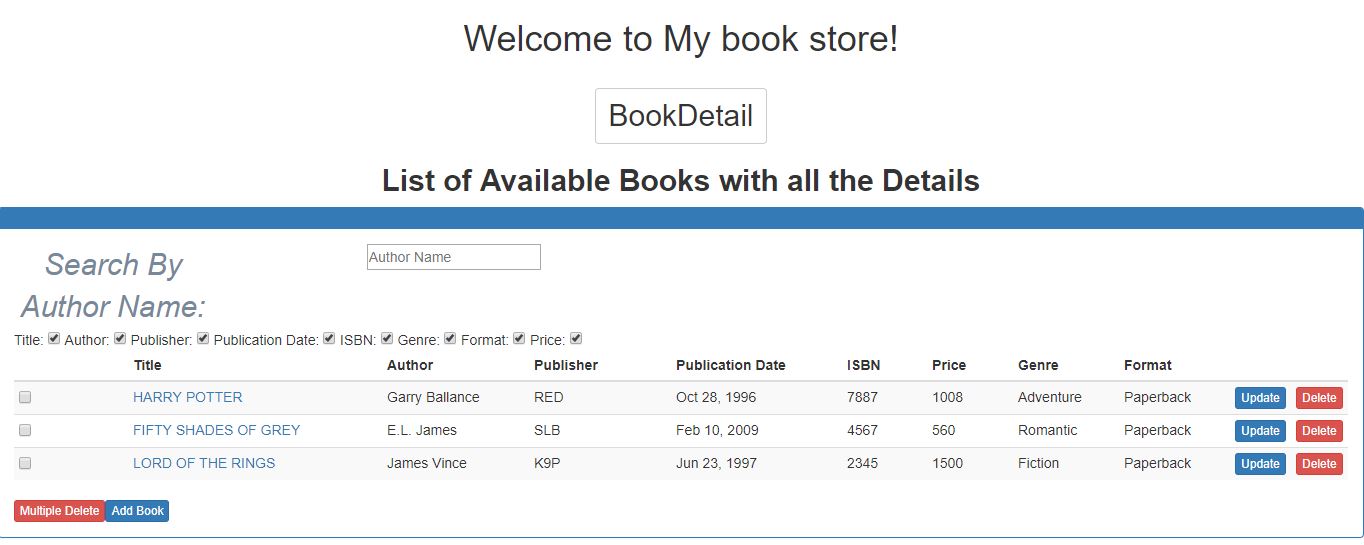 Welcome to My book store!
BookDetail
List of Available Books with all the Details
Search By
Author Name:
Author Name
Title: Author: Publisher: Publication Date: ISBN: Genre: Format: Price:
Title Author Publisher Publication Date ISBN Price Genre Format
HARRY POTTER Garry Ballance RED Oct 28, 1996 7887 1008 Adventure Paperback Update Delete
FIFTY SHADES OF GREY E.L. James SLB Feb 10, 2009 4567 560 Romantic Paperback Update Delete
LORD OF THE RINGS James Vince K9P Jun 23, 1997 2345 1500 Fiction Paperback Update Delete
Multiple Delete Add Book